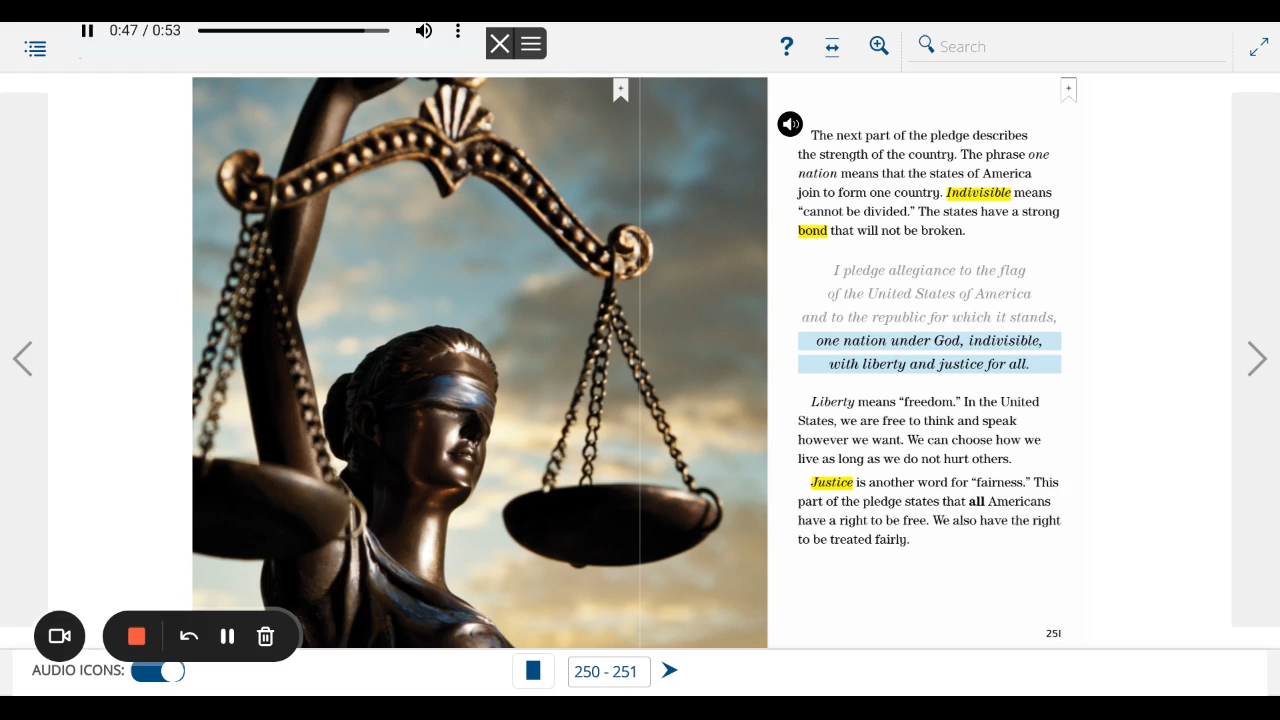 0:47 / 0:53
? Search
The next part of the pledge describes
the strength of the country. The phrase one
nation means that the states of America
join to form one country. Indivisible means
“cannot be divided.” The states have a strong
bond that will not be broken.
I pledge allegiance to the flag
of the United States of America
and to the republic for which it stands,
one nation under God, indivisible,
with liberty and justice for all.
Liberty means “freedom.” In the United
States, we are free to think and speak
however we want. We can choose how we
live as long as we do not hurt others.
Justice is another word for “fairness.” This
part of the pledge states that all Americans
have a right to be free. We also have the right
to be treated fairly.
251
AUDIO ICONS:
250 - 251